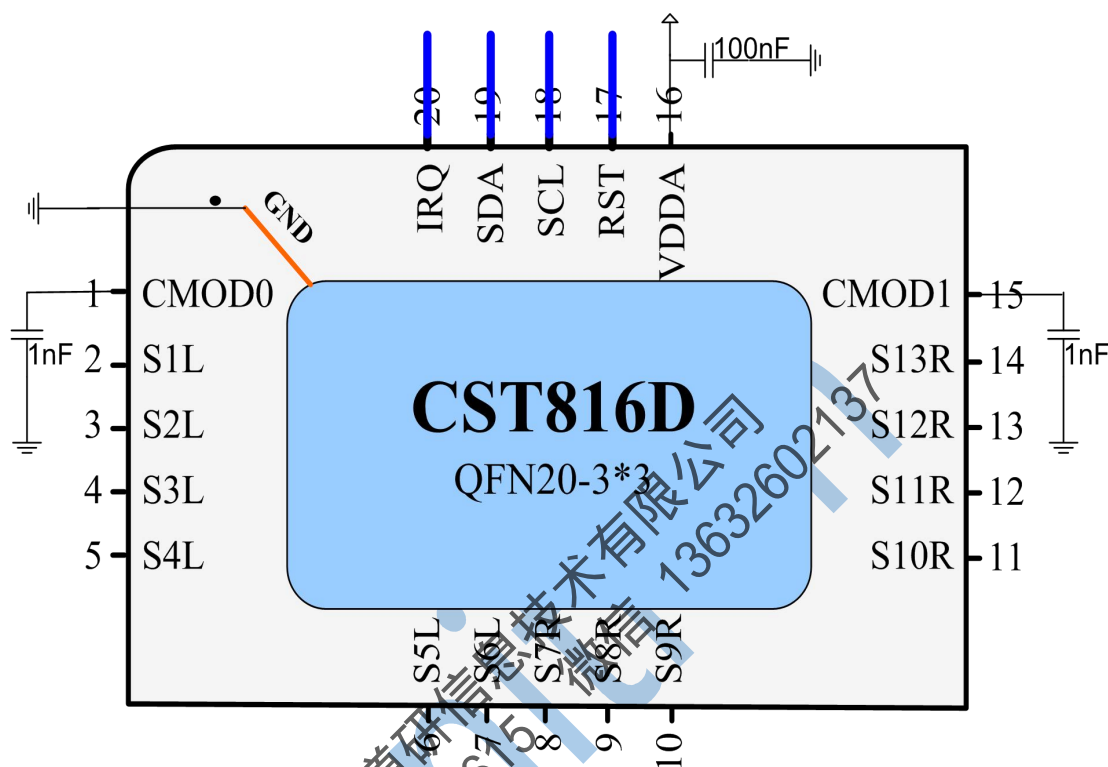 100nF
20 19 18 17 16
IRQ SDA SCL RST VDDA
GND
1 CMOD0
CMOD1 15
1nF
1nF
2 S1L
S13R 14
CST816D
3 S2L
S12R 13
QFN20-3*3
4 S3L
S11R 12
5 S4L
S10R 11
S5L S6L S7R S8R S9R
6 7 8 9 10
信息技术有限公司
微信 13632602137